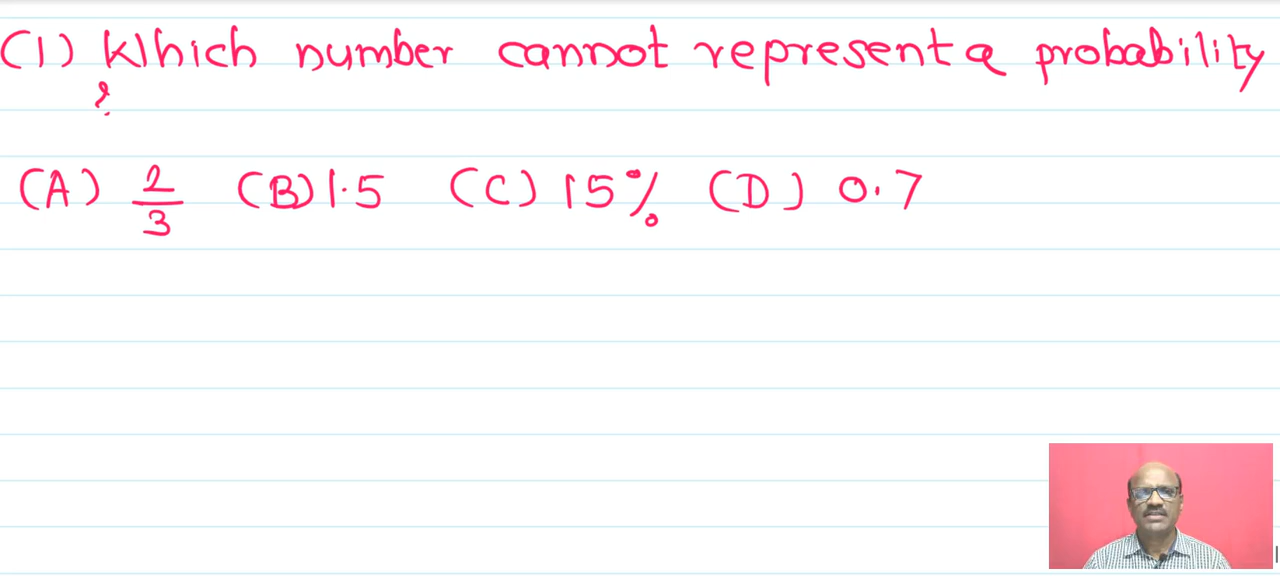 (1) Which number cannot represent a probability
?
(A) 2/3 (B) 1.5 (C) 15% (D) 0.7